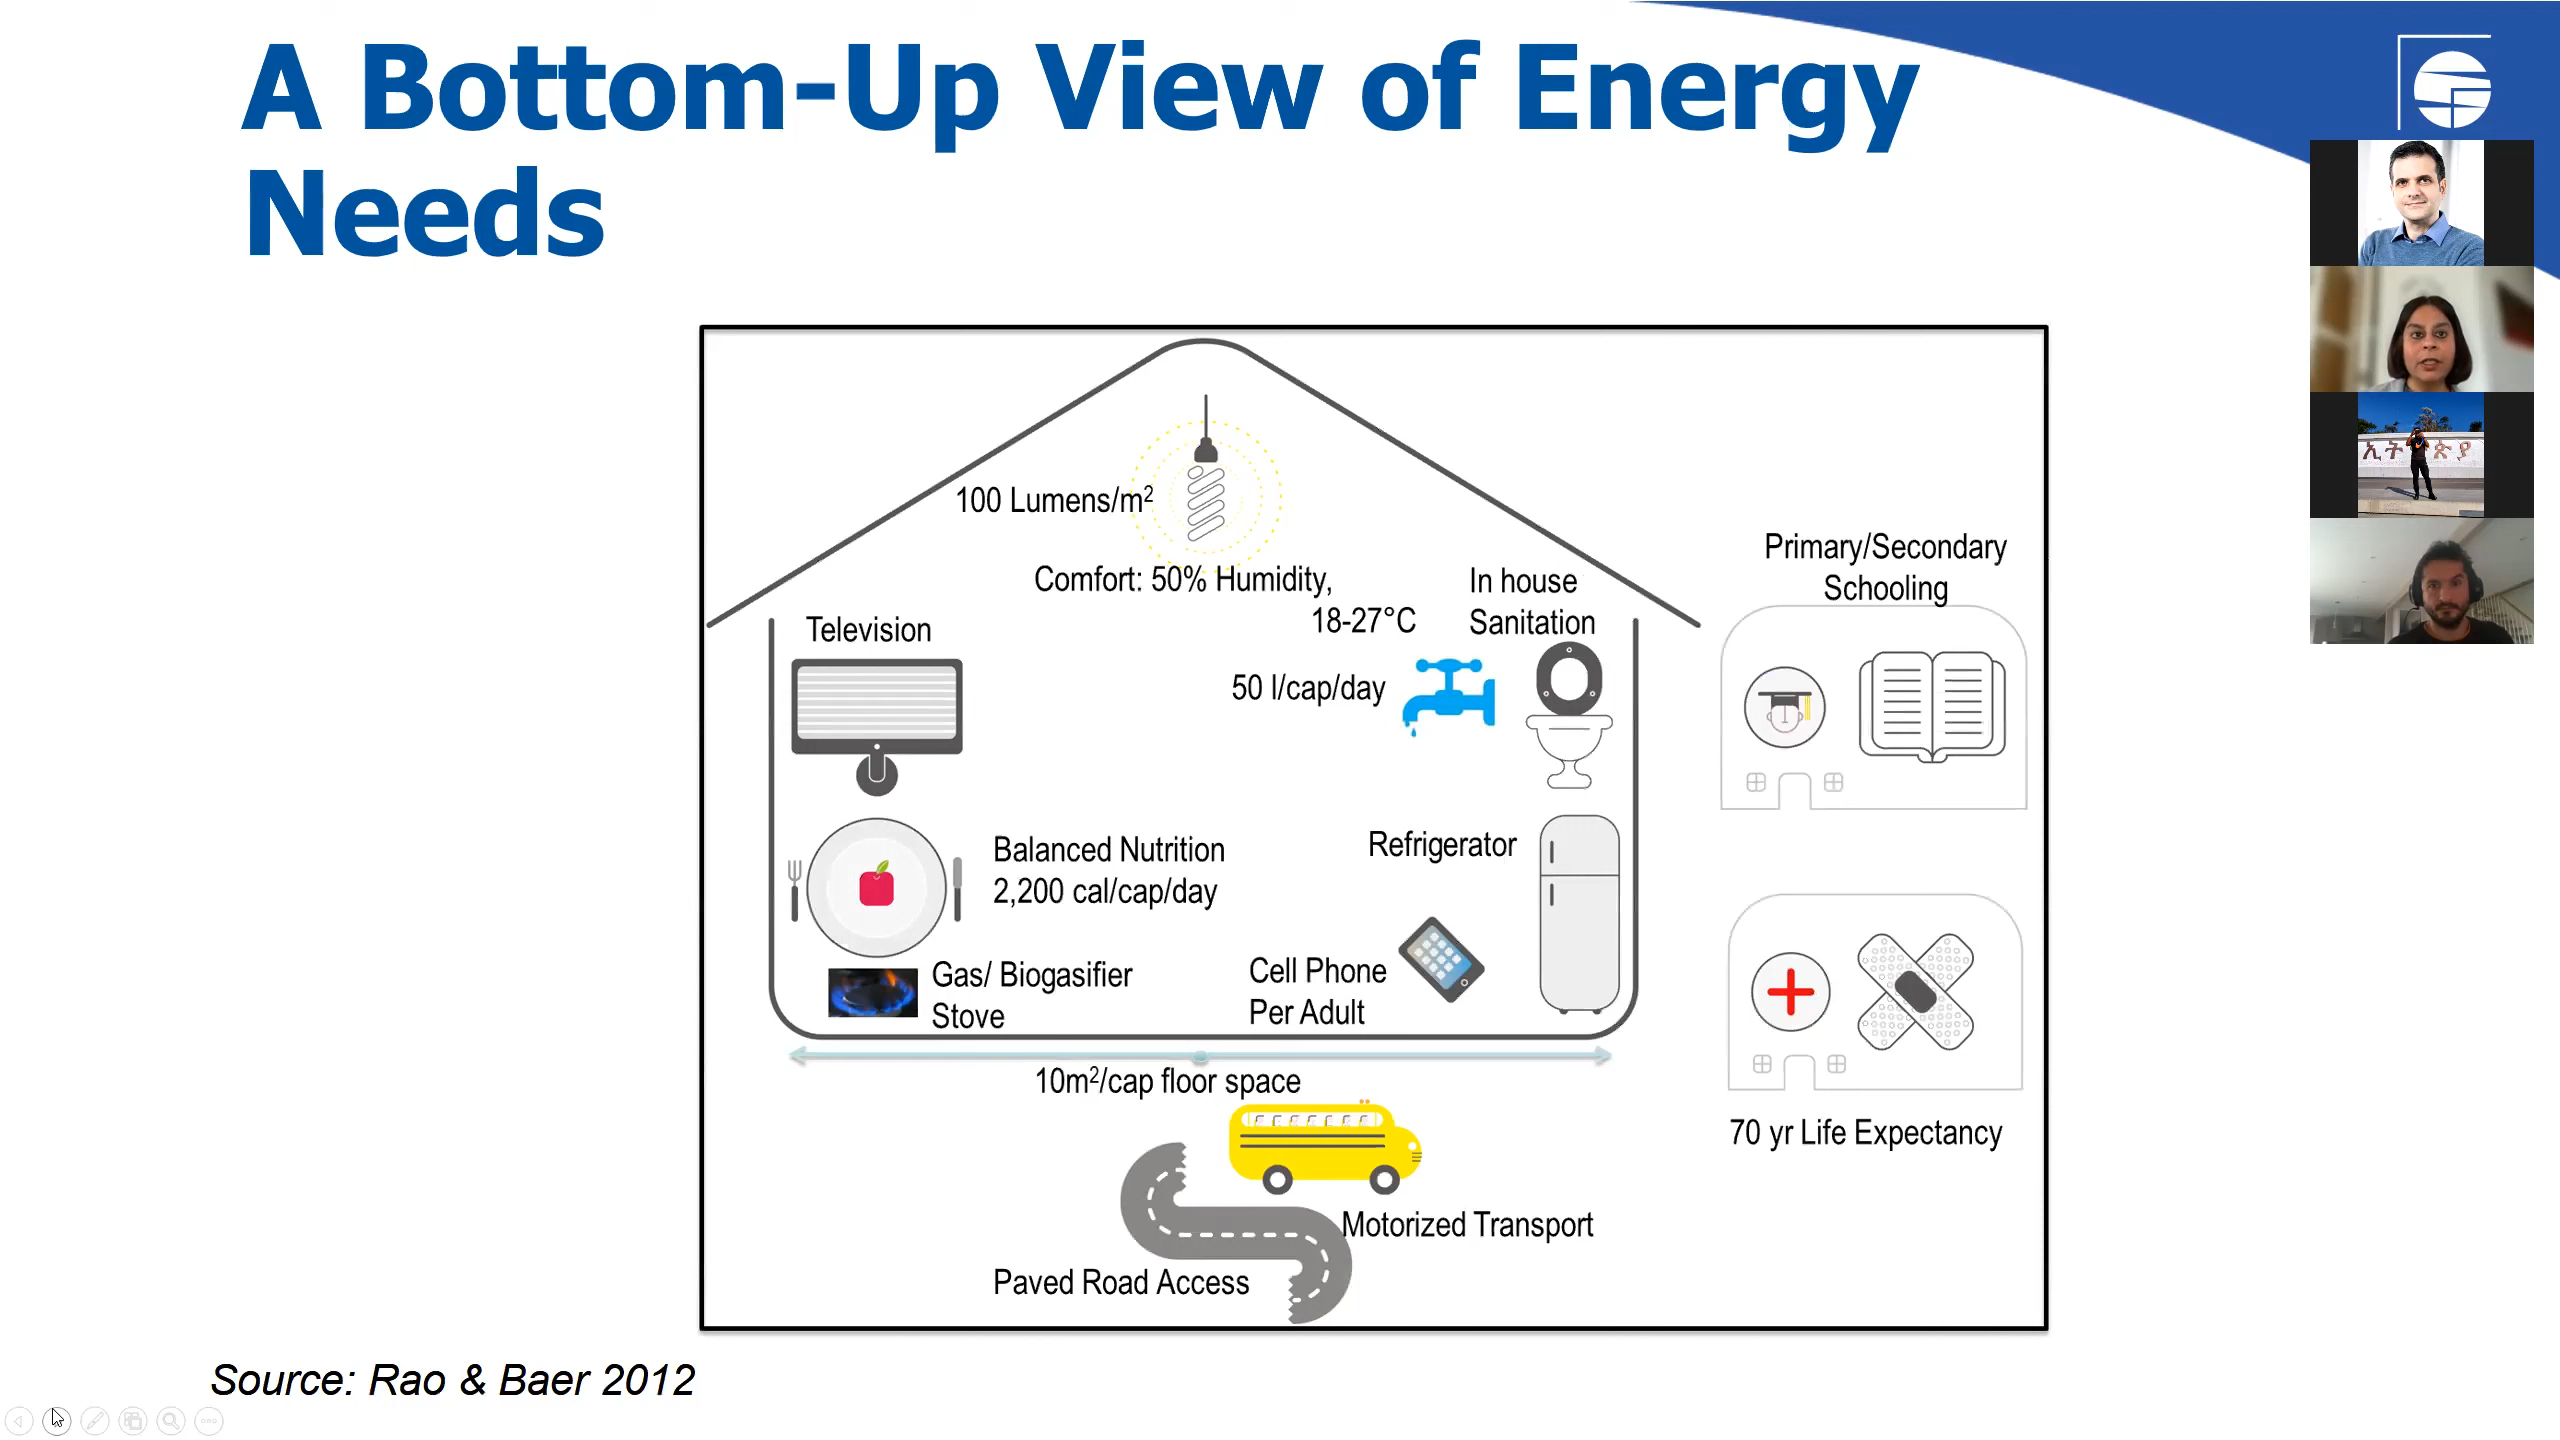 A Bottom-Up View of Energy
Needs
100 Lumens/m²
Comfort: 50% Humidity,
18-27°C
In house
Sanitation
Television
50 l/cap/day
Balanced Nutrition
2,200 cal/cap/day
Refrigerator
Gas/ Biogasifier
Stove
Cell Phone
Per Adult
10m²/cap floor space
Motorized Transport
Paved Road Access
Primary/Secondary
Schooling
70 yr Life Expectancy
Source: Rao & Baer 2012